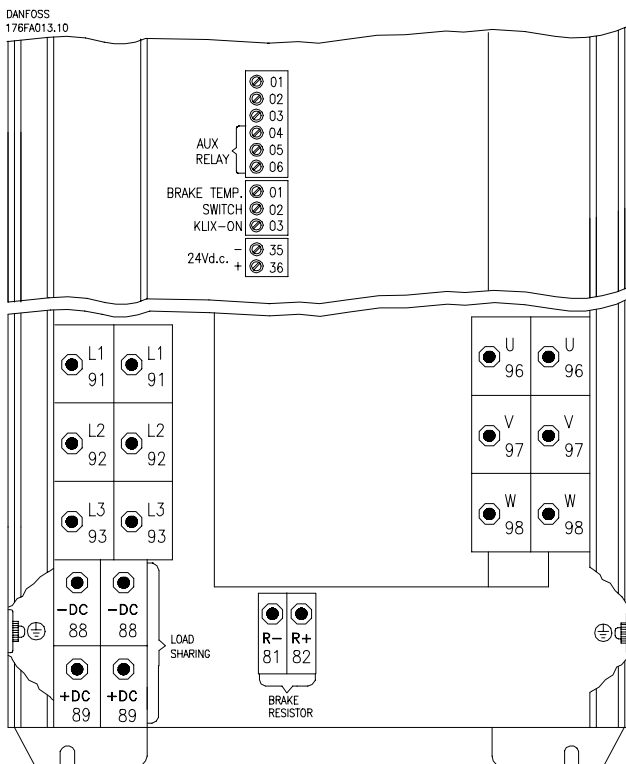 DANFOSS
176FA013.10
01
02
03
AUX
RELAY
04
05
06
BRAKE TEMP.
SWITCH
KLIX-ON
01
02
03
24Vd.c.
- 35
+ 36
L1 91 L1 91
L2 92 L2 92
L3 93 L3 93
U 96 U 96
V 97 V 97
W 98 W 98
-DC 88 -DC 88
+DC 89 +DC 89
LOAD
SHARING
R- 81 R+ 82
BRAKE
RESISTOR